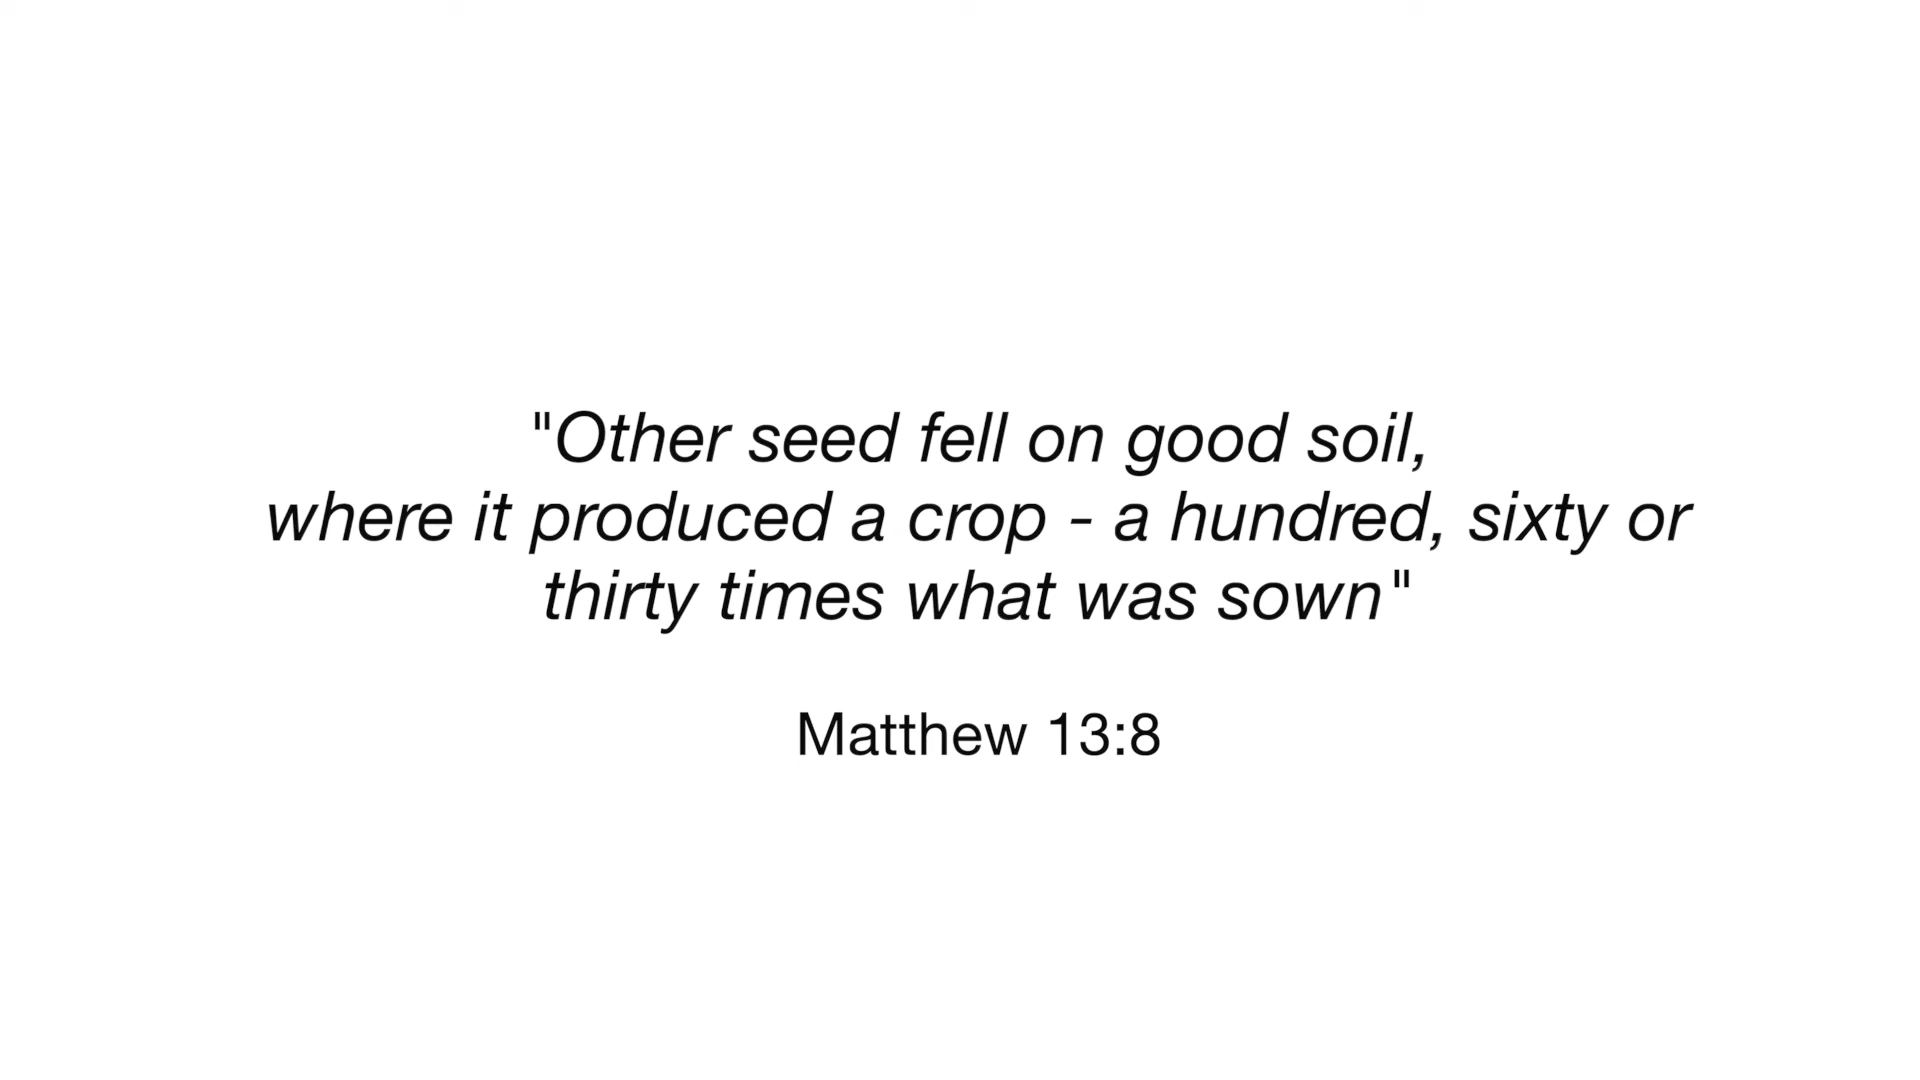 "Other seed fell on good soil,
where it produced a crop - a hundred, sixty or
thirty times what was sown"
Matthew 13:8